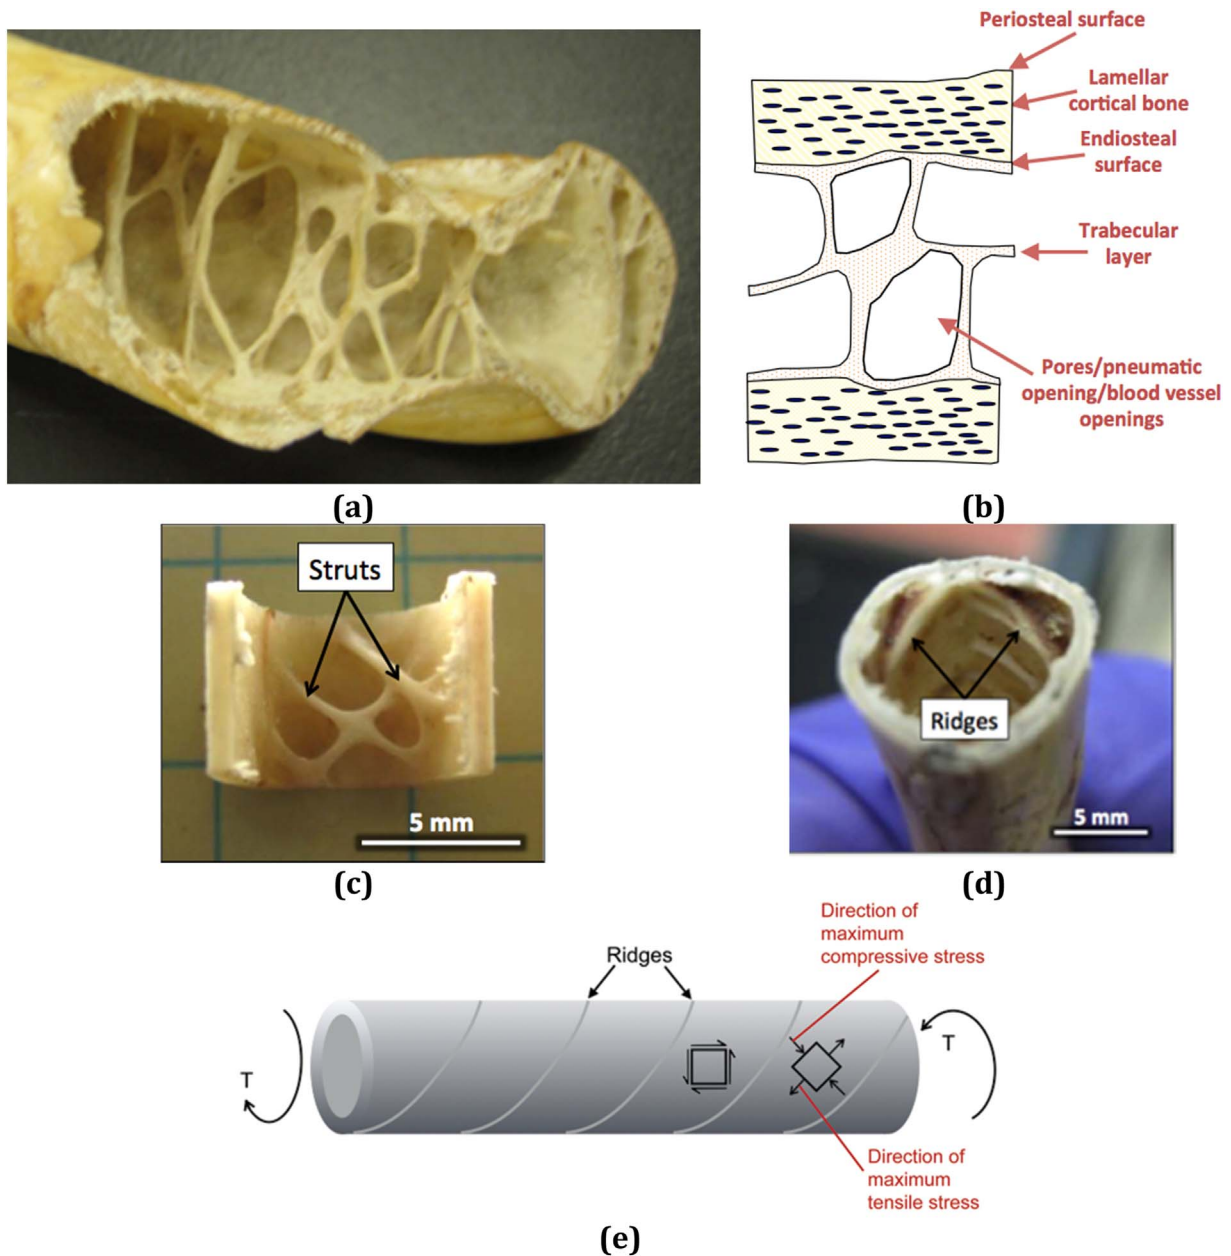 Periosteal surface
Lamellar
cortical bone
Endiosteal
surface
Trabecular
layer
Pores/pneumatic
opening/blood vessel
openings
(a)
(b)
Struts
5 mm
(c)
Ridges
5 mm
(d)
Direction of
maximum
compressive stress
Ridges
T
T
Direction of
maximum
tensile stress
(e)